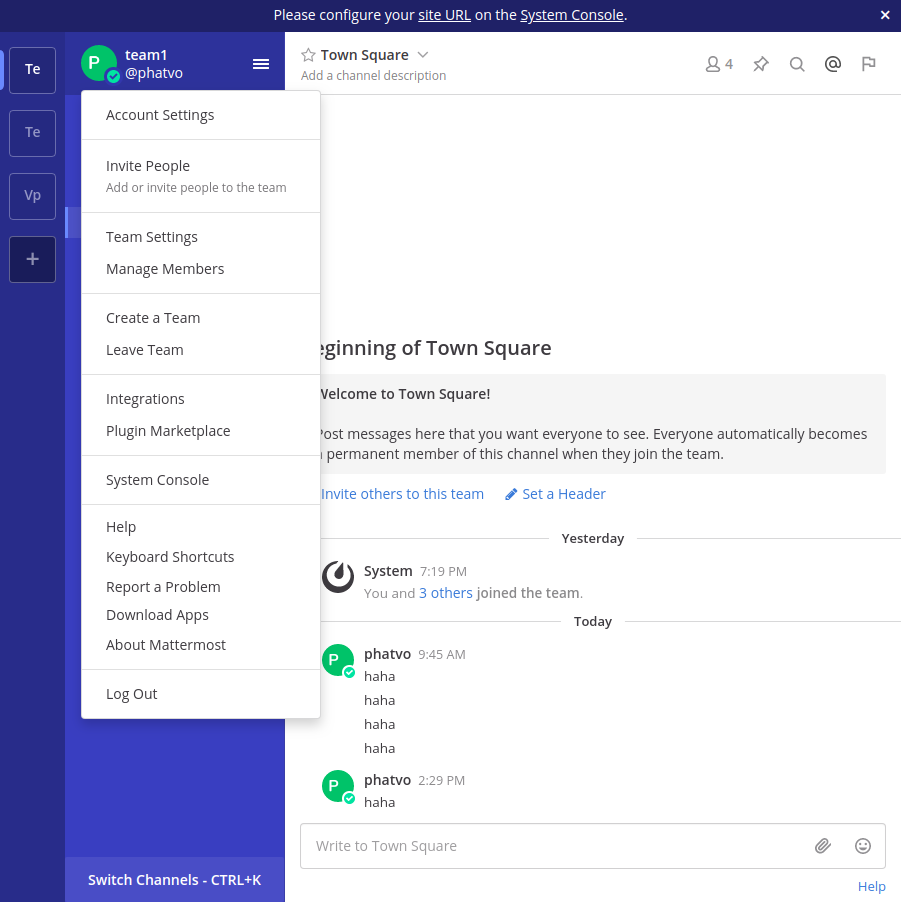 Please configure your site URL on the System Console.
×
Te
Te
Vp
+
P
team1
@phatvo
Account Settings
Invite People
Add or invite people to the team
Team Settings
Manage Members
Create a Team
Leave Team
Integrations
Plugin Marketplace
System Console
Help
Keyboard Shortcuts
Report a Problem
Download Apps
About Mattermost
Log Out
Switch Channels - CTRL+K
Town Square
Add a channel description
4
@
eginning of Town Square
Welcome to Town Square!
Post messages here that you want everyone to see. Everyone automatically becomes
permanent member of this channel when they join the team.
Invite others to this team
Set a Header
Yesterday
System 7:19 PM
You and 3 others joined the team.
Today
P
phatvo 9:45 AM
haha
haha
haha
haha
P
phatvo 2:29 PM
haha
Write to Town Square
Help